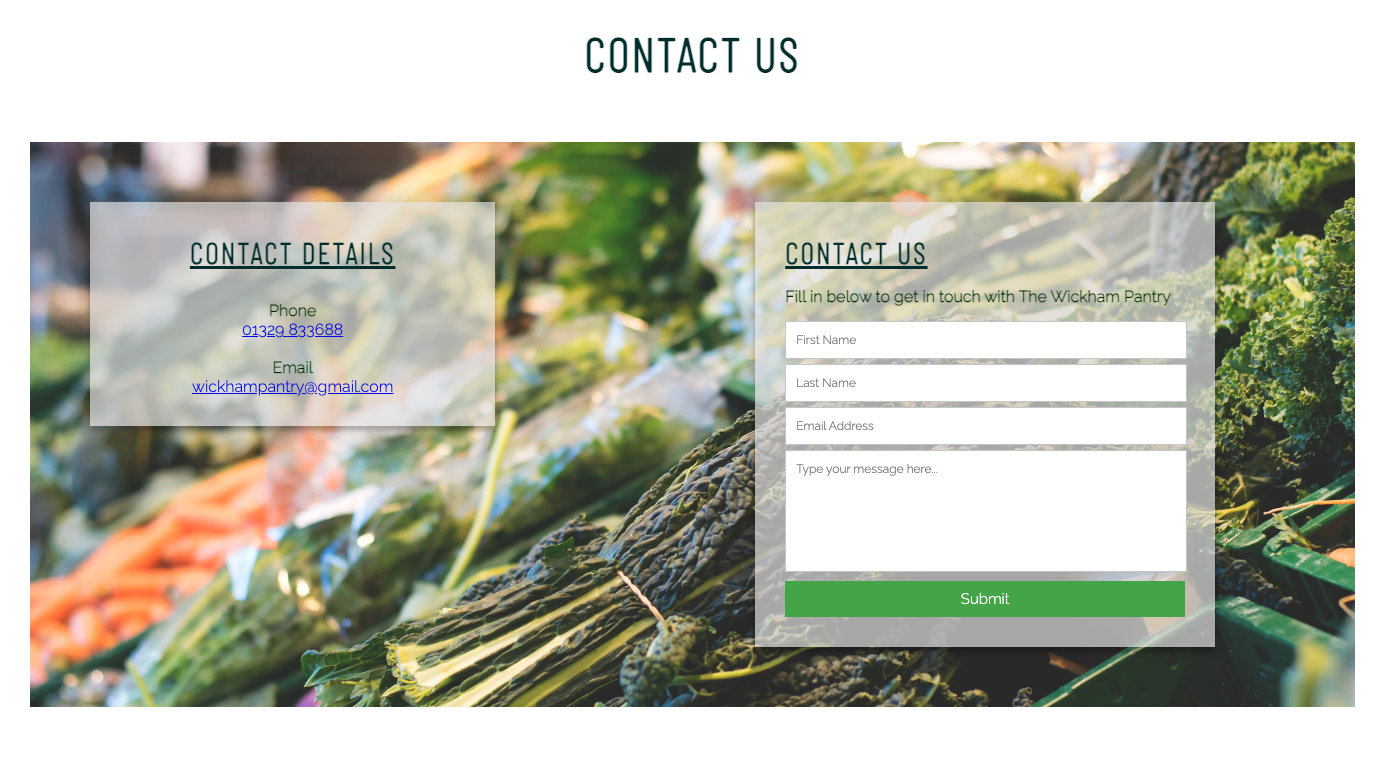 CONTACT US
CONTACT DETAILS
Phone
01329 833688
Email
wickhampantry@gmail.com
CONTACT US
Fill in below to get in touch with The Wickham Pantry
First Name
Last Name
Email Address
Type your message here...
Submit